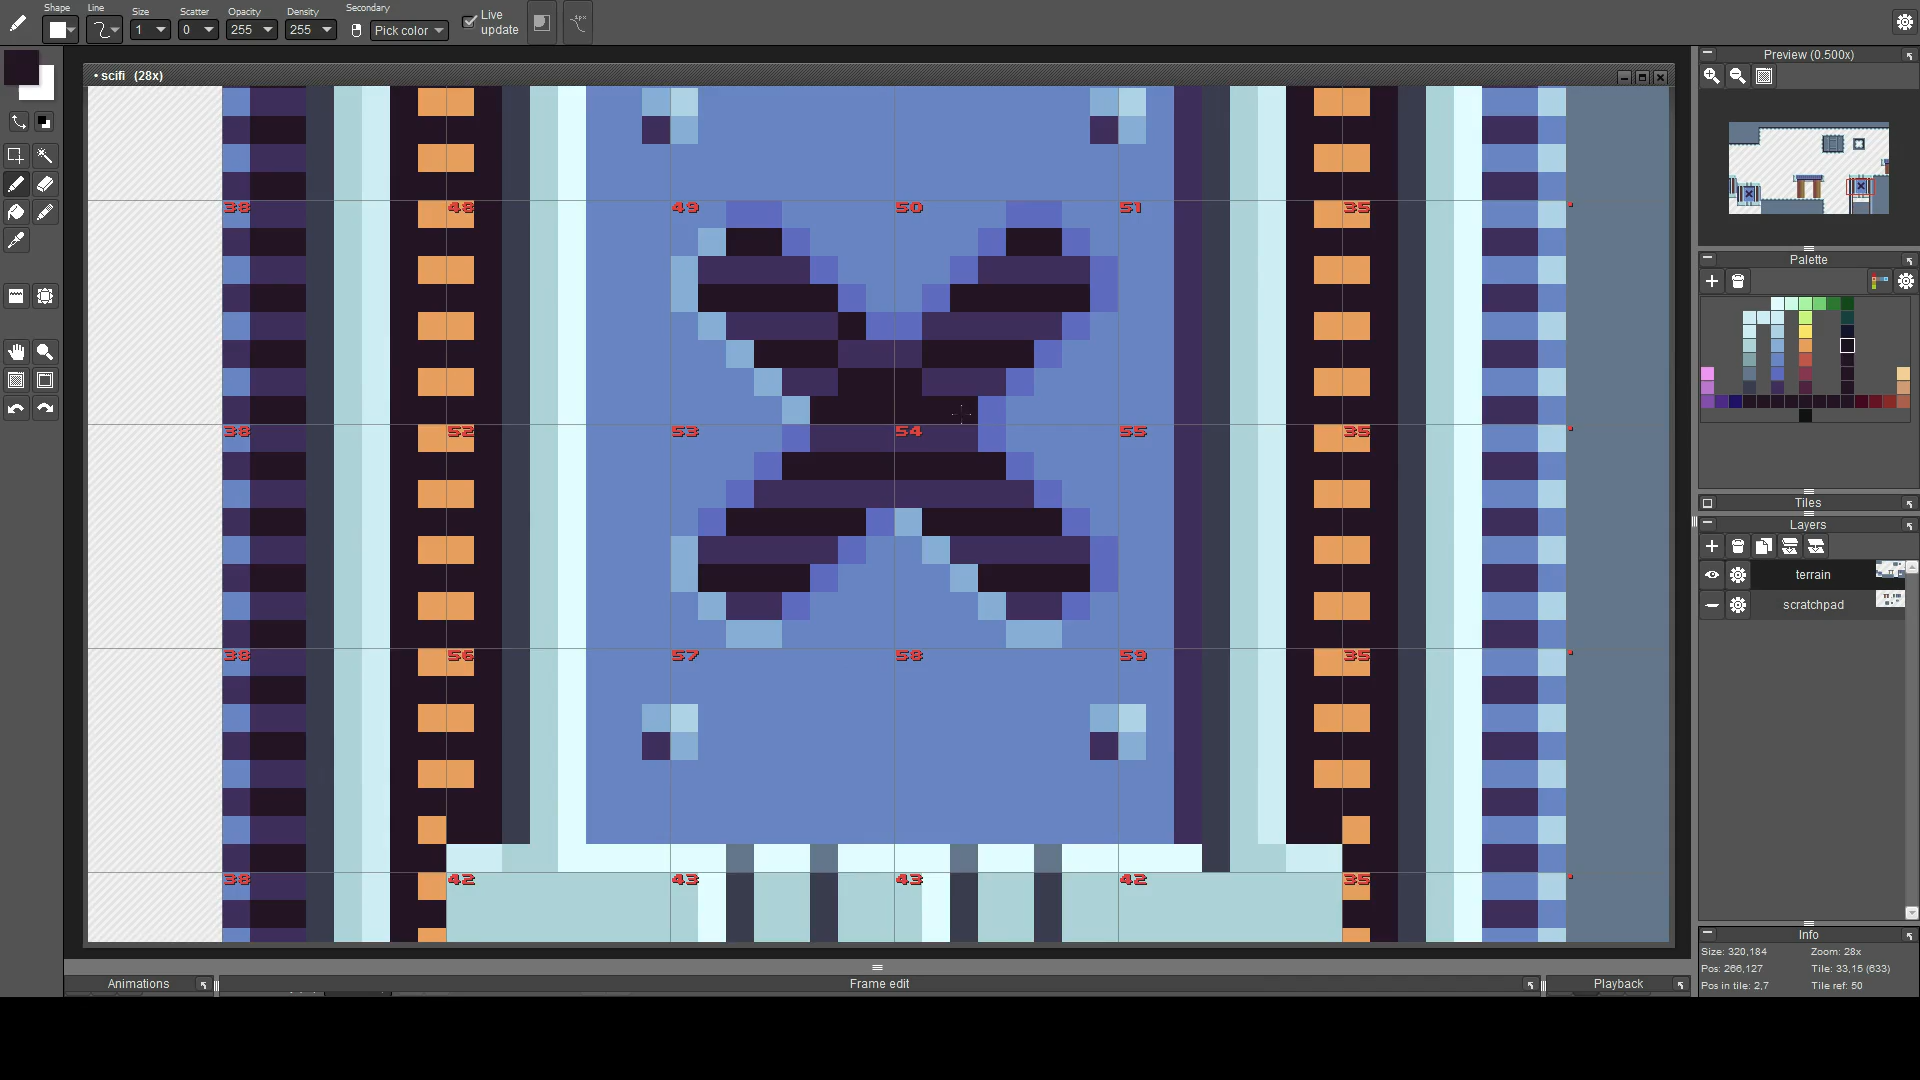 Shape Line Size Scatter Opacity Density Secondary
1 0 255 255 Pick color Live update
• scifi (28x)
Preview (0.500x)
Palette
38 48 49 50 51 35
38 52 53 54 55 35
38 56 57 58 59 35
38 42 43 43 42 35
Tiles
Layers
terrain
scratchpad
Info
Size: 320,184 Zoom: 28x
Pos: 266,127 Tile: 33,15 (633)
Pos in tile: 2,7 Tile ref: 50
Animations Frame edit Playback